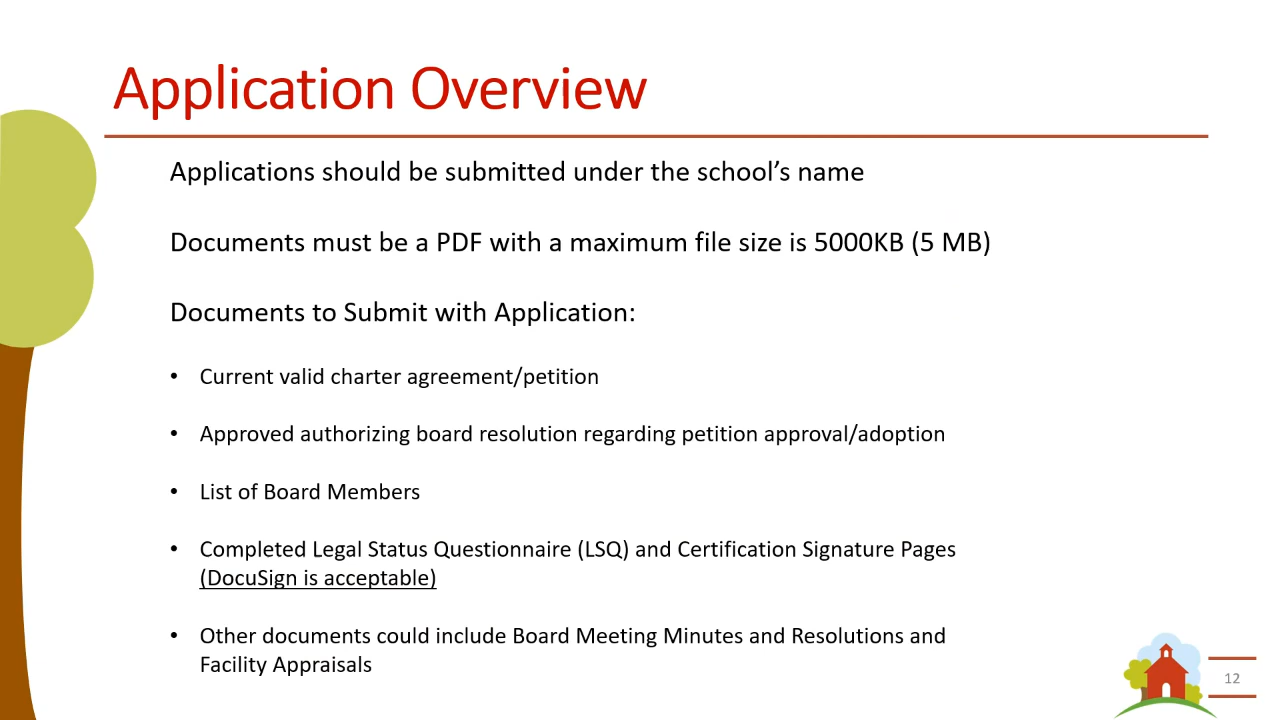 Application Overview
Applications should be submitted under the school’s name
Documents must be a PDF with a maximum file size is 5000KB (5 MB)
Documents to Submit with Application:
• Current valid charter agreement/petition
• Approved authorizing board resolution regarding petition approval/adoption
• List of Board Members
• Completed Legal Status Questionnaire (LSQ) and Certification Signature Pages
(DocuSign is acceptable)
• Other documents could include Board Meeting Minutes and Resolutions and
Facility Appraisals
12